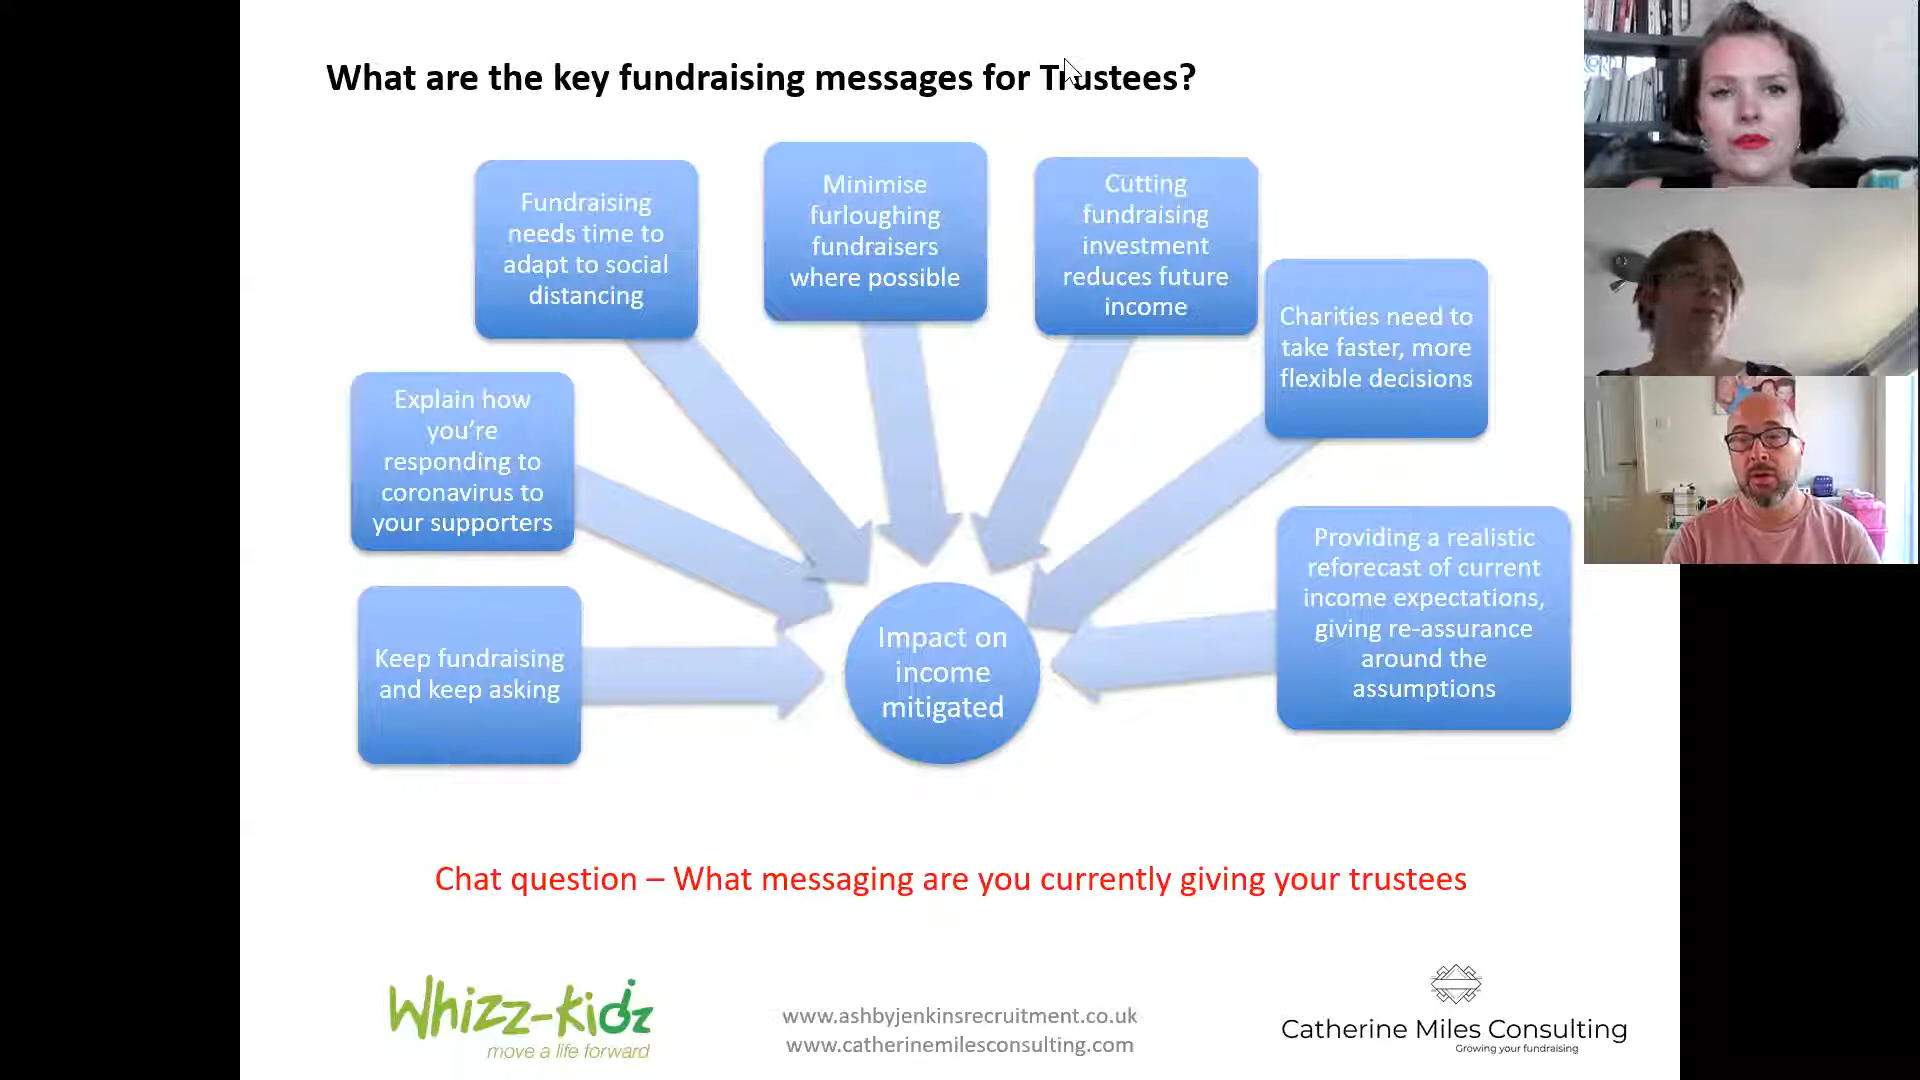 What are the key fundraising messages for Trustees?
Fundraising
needs time to
adapt to social
distancing
Minimise
furloughing
fundraisers
where possible
Cutting
fundraising
investment
reduces future
income
Charities need to
take faster, more
flexible decisions
Explain how
you're
responding to
coronavirus to
your supporters
Providing a realistic
reforecast of current
income expectations,
giving re-assurance
around the
assumptions
Keep fundraising
and keep asking
Impact on
income
mitigated
Chat question – What messaging are you currently giving your trustees
Whizz-kidz
move a life forward
www.ashbyjenkinsrecruitment.co.uk
www.catherinemilesconsulting.com
Catherine Miles Consulting
Growing your fundraising